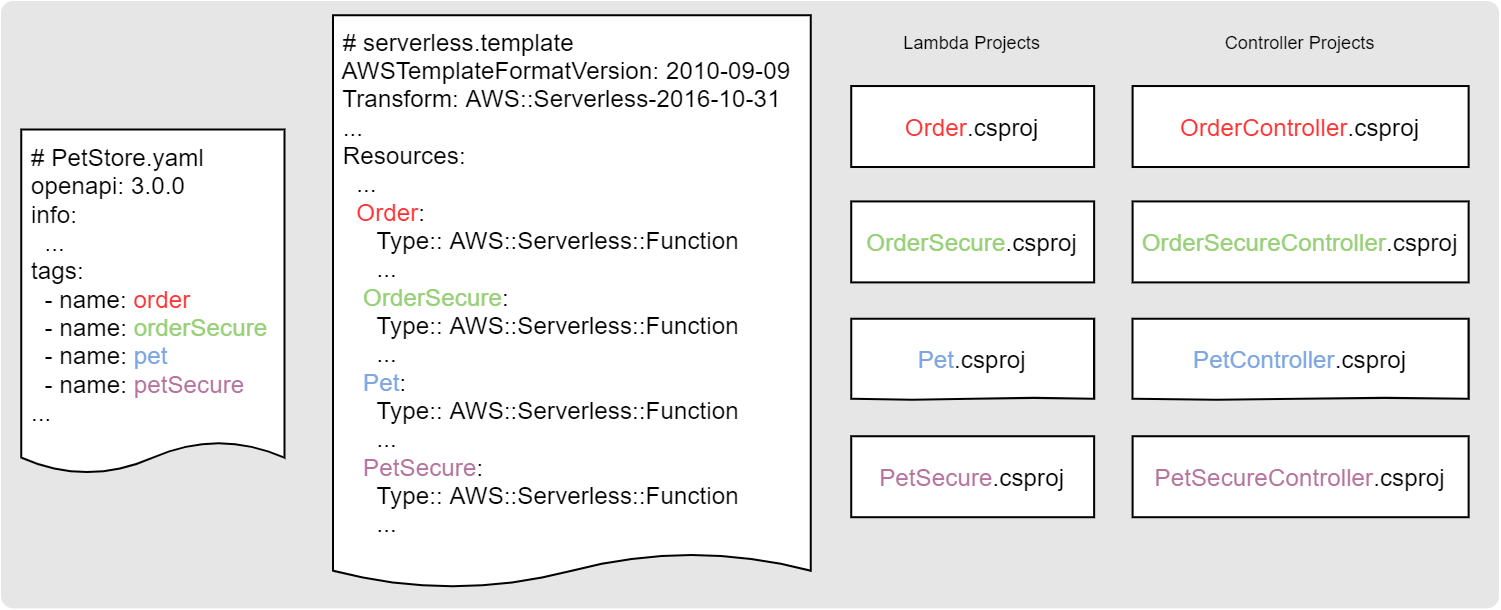 # PetStore.yaml
openapi: 3.0.0
info:
...
tags:
- name: order
- name: orderSecure
- name: pet
- name: petSecure
...
# serverless.template
AWSTemplateFormatVersion: 2010-09-09
Transform: AWS::Serverless-2016-10-31
...
Resources:
...
Order:
Type:: AWS::Serverless::Function
...
OrderSecure:
Type:: AWS::Serverless::Function
...
Pet:
Type:: AWS::Serverless::Function
...
PetSecure:
Type:: AWS::Serverless::Function
...
Lambda Projects
Order.csproj
OrderSecure.csproj
Pet.csproj
PetSecure.csproj
Controller Projects
OrderController.csproj
OrderSecureController.csproj
PetController.csproj
PetSecureController.csproj